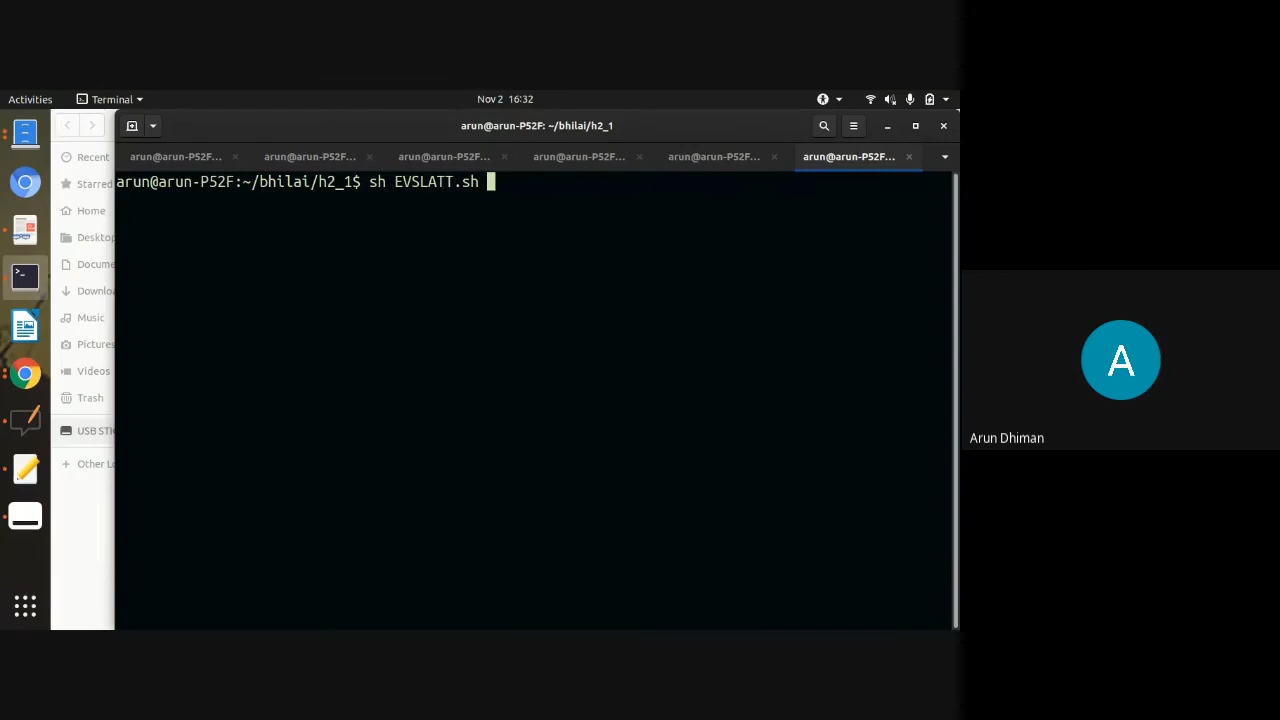 Activities
Terminal
Nov 2 16:32
arun@arun-P52F: ~/bhilai/h2_1
arun@arun-P52F...
arun@arun-P52F...
arun@arun-P52F...
arun@arun-P52F...
arun@arun-P52F...
arun@arun-P52F...
arun@arun-P52F:~/bhilai/h2_1$ sh EVSLATT.sh
Recent
Starred
Home
Desktop
Docume
Downlo
Music
Pictures
Videos
Trash
USB STI
Other Lo
A
Arun Dhiman